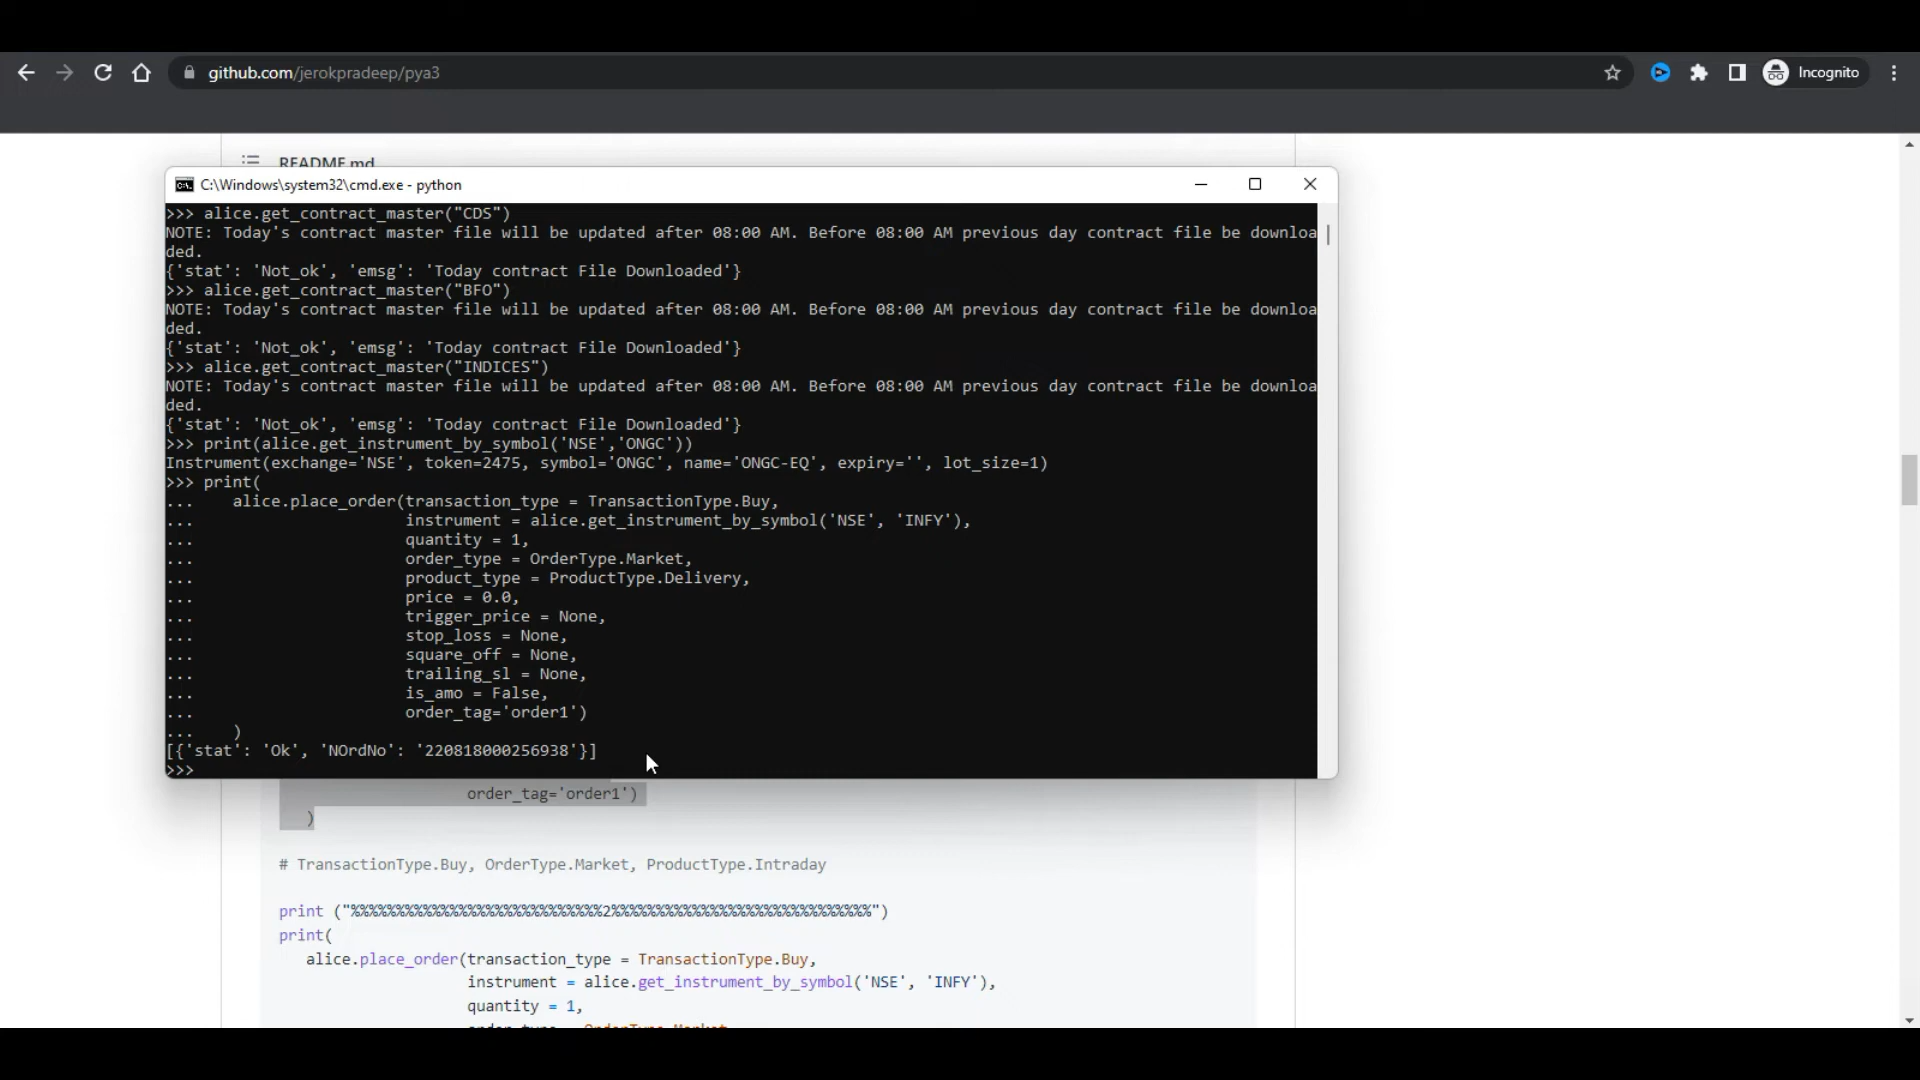 github.com/jerokpradeep/pya3
Incognito
README.md
C:\Windows\system32\cmd.exe - python
>>> alice.get_contract_master("CDS")
NOTE: Today's contract master file will be updated after 08:00 AM. Before 08:00 AM previous day contract file be downloa
ded.
{'stat': 'Not_ok', 'emsg': 'Today contract File Downloaded'}
>>> alice.get_contract_master("BFO")
NOTE: Today's contract master file will be updated after 08:00 AM. Before 08:00 AM previous day contract file be downloa
ded.
{'stat': 'Not_ok', 'emsg': 'Today contract File Downloaded'}
>>> alice.get_contract_master("INDICES")
NOTE: Today's contract master file will be updated after 08:00 AM. Before 08:00 AM previous day contract file be downloa
ded.
{'stat': 'Not_ok', 'emsg': 'Today contract File Downloaded'}
>>> print(alice.get_instrument_by_symbol('NSE','ONGC'))
Instrument(exchange='NSE', token=2475, symbol='ONGC', name='ONGC-EQ', expiry='', lot_size=1)
>>> print(
...    alice.place_order(transaction_type = TransactionType.Buy,
...                      instrument = alice.get_instrument_by_symbol('NSE', 'INFY'),
...                      quantity = 1,
...                      order_type = OrderType.Market,
...                      product_type = ProductType.Delivery,
...                      price = 0.0,
...                      trigger_price = None,
...                      stop_loss = None,
...                      square_off = None,
...                      trailing_sl = None,
...                      is_amo = False,
...                      order_tag='order1')
...    )
[{'stat': 'Ok', 'NOrdNo': '220818000256938'}]
>>>
order_tag='order1')
)
# TransactionType.Buy, OrderType.Market, ProductType.Intraday
print ("%%%%%%%%%%%%%%%%%%%%%%%%%%%%2%%%%%%%%%%%%%%%%%%%%%%%%%%%%%")
print(
alice.place_order(transaction_type = TransactionType.Buy,
instrument = alice.get_instrument_by_symbol('NSE', 'INFY'),
quantity = 1,
order_type = OrderType.Market,